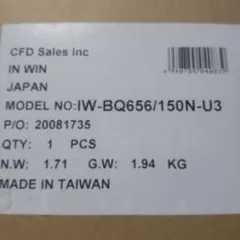 CFD Sales Inc
IN WIN
JAPAN
MODEL NO:IW-BQ656/150N-U3
P/O: 20081735
QTY: 1 PCS
N.W: 1.71 G.W: 1.94 KG
MADE IN TAIWAN